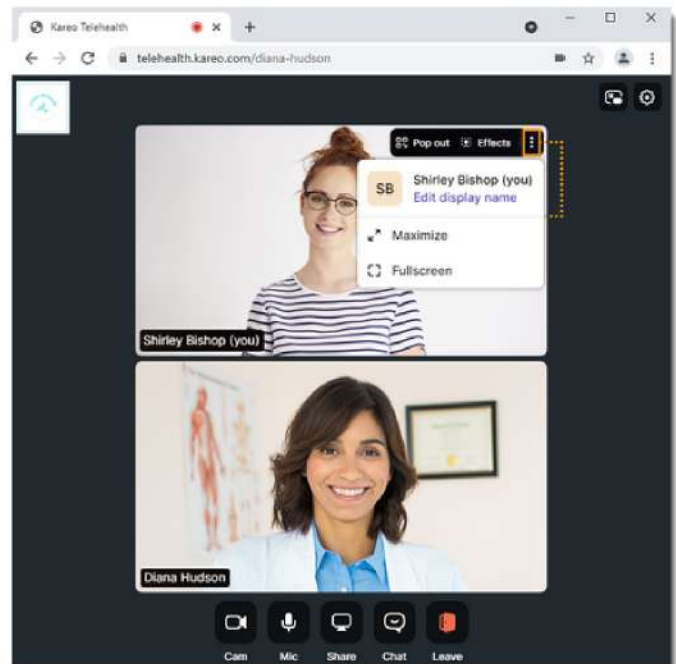 Kareo Telehealth
telehealth.kareo.com/diana-hudson
Pop out Effects
SB
Shirley Bishop (you)
Edit display name
Maximize
Fullscreen
Shirley Bishop (you)
Diana Hudson
Cam Mic Share Chat Leave